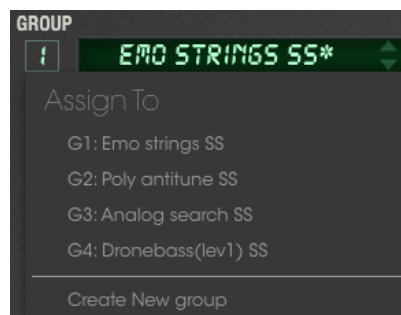 GROUP
1 EMO STRINGS SS*
Assign To
G1: Emo strings SS
G2: Poly antitune SS
G3: Analog search SS
G4: Dronebass(lev1) SS
Create New group